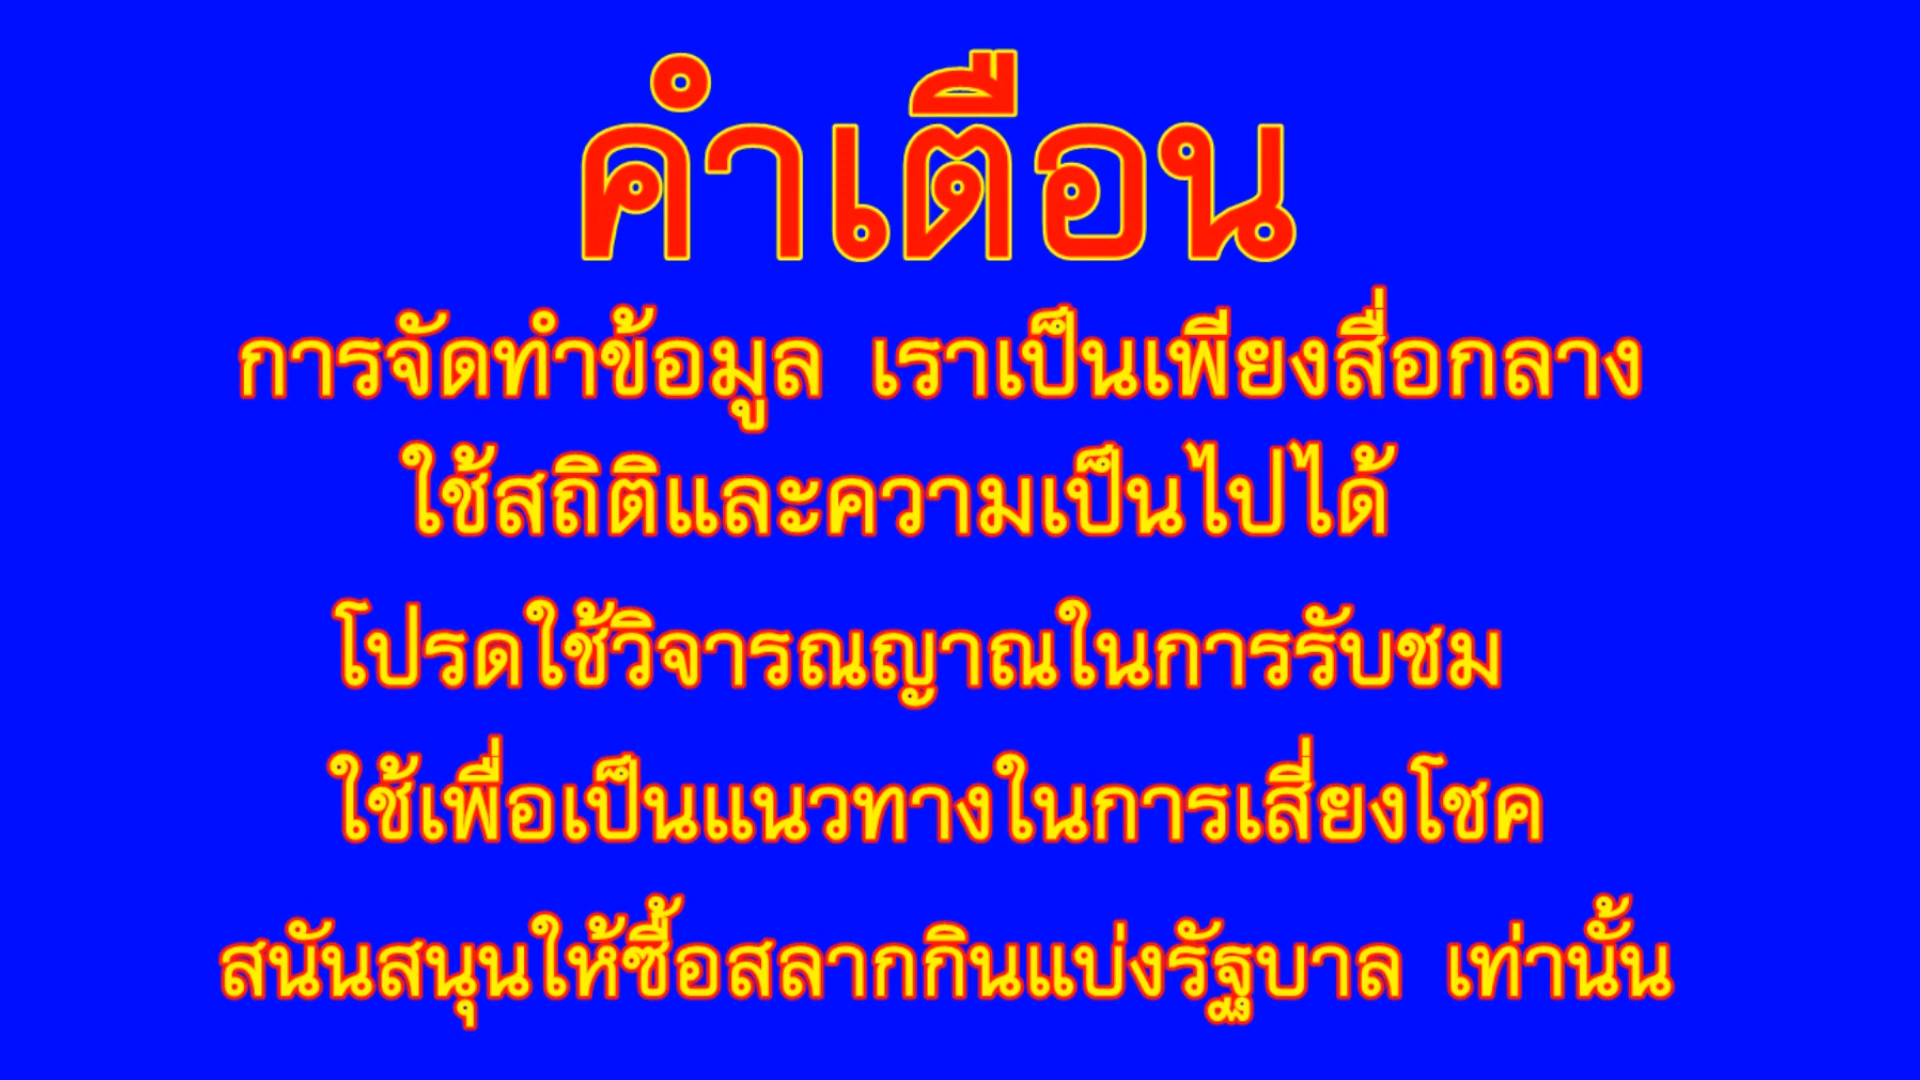 คำเตือน
การจัดทำข้อมูล เราเป็นเพียงสื่อกลาง
ใช้สถิติและความเป็นไปได้
โปรดใช้วิจารณญาณในการรับชม
ใช้เพื่อเป็นแนวทางในการเสี่ยงโชค
สนันสนุนให้ซื้อสลากกินแบ่งรัฐบาล เท่านั้น